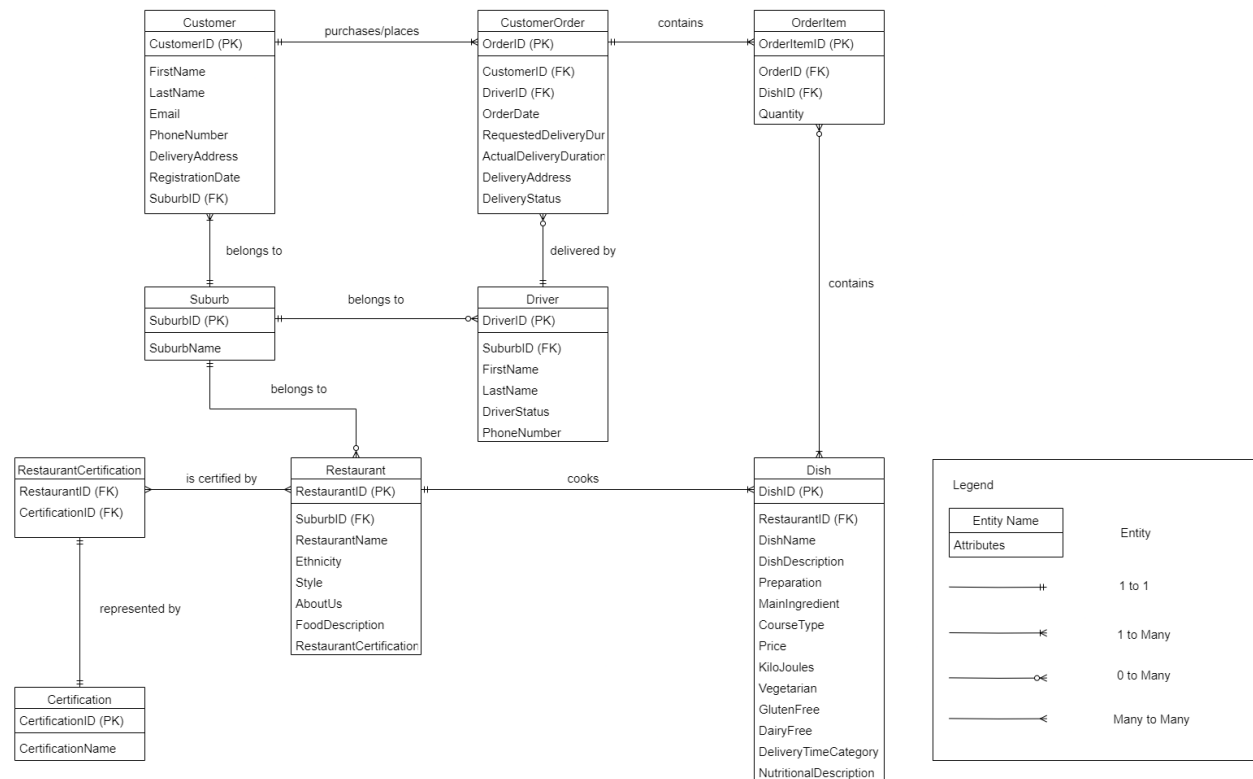 Customer
CustomerID (PK)
FirstName
LastName
Email
PhoneNumber
DeliveryAddress
RegistrationDate
SuburbID (FK)
purchases/places
CustomerOrder
OrderID (PK)
CustomerID (FK)
DriverID (FK)
OrderDate
RequestedDeliveryDur
ActualDeliveryDuration
DeliveryAddress
DeliveryStatus
contains
OrderItem
OrderItemID (PK)
OrderID (FK)
DishID (FK)
Quantity
belongs to
delivered by
contains
Suburb
SuburbID (PK)
SuburbName
belongs to
Driver
DriverID (PK)
SuburbID (FK)
FirstName
LastName
DriverStatus
PhoneNumber
belongs to
RestaurantCertification
RestaurantID (FK)
CertificationID (FK)
is certified by
Restaurant
RestaurantID (PK)
SuburbID (FK)
RestaurantName
Ethnicity
Style
AboutUs
FoodDescription
RestaurantCertification
cooks
Dish
DishID (PK)
RestaurantID (FK)
DishName
DishDescription
Preparation
MainIngredient
CourseType
Price
KiloJoules
Vegetarian
GlutenFree
DairyFree
DeliveryTimeCategory
NutritionalDescription
represented by
Certification
CertificationID (PK)
CertificationName
Legend
Entity Name
Attributes
Entity
1 to 1
1 to Many
0 to Many
Many to Many